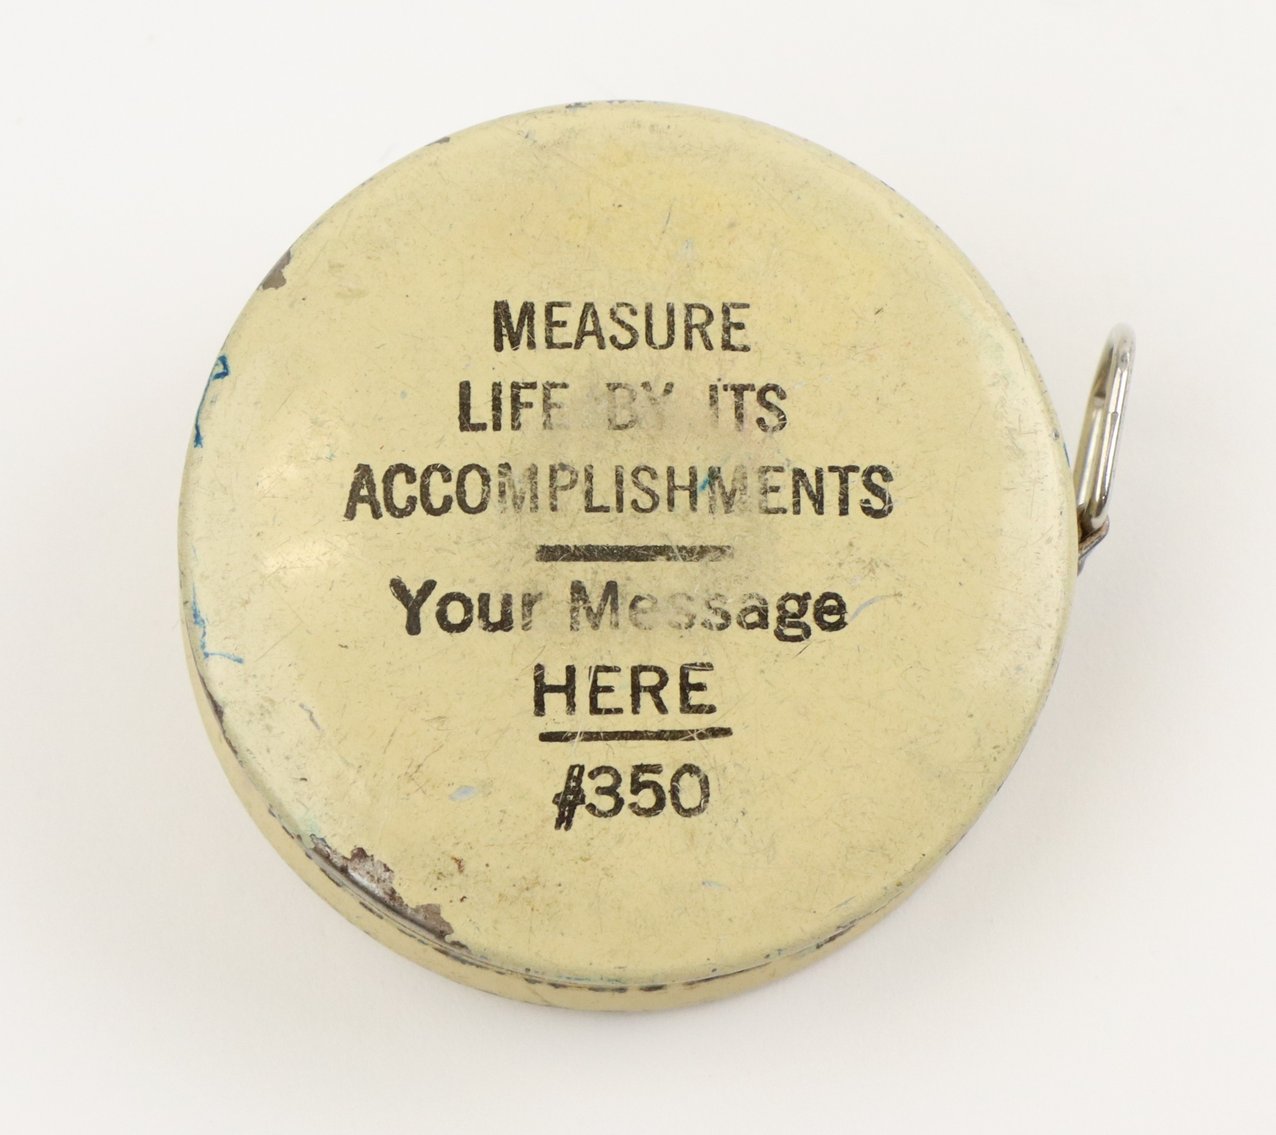 MEASURE
LIFE BY ITS
ACCOMPLISHMENTS
Your Message
HERE
#350